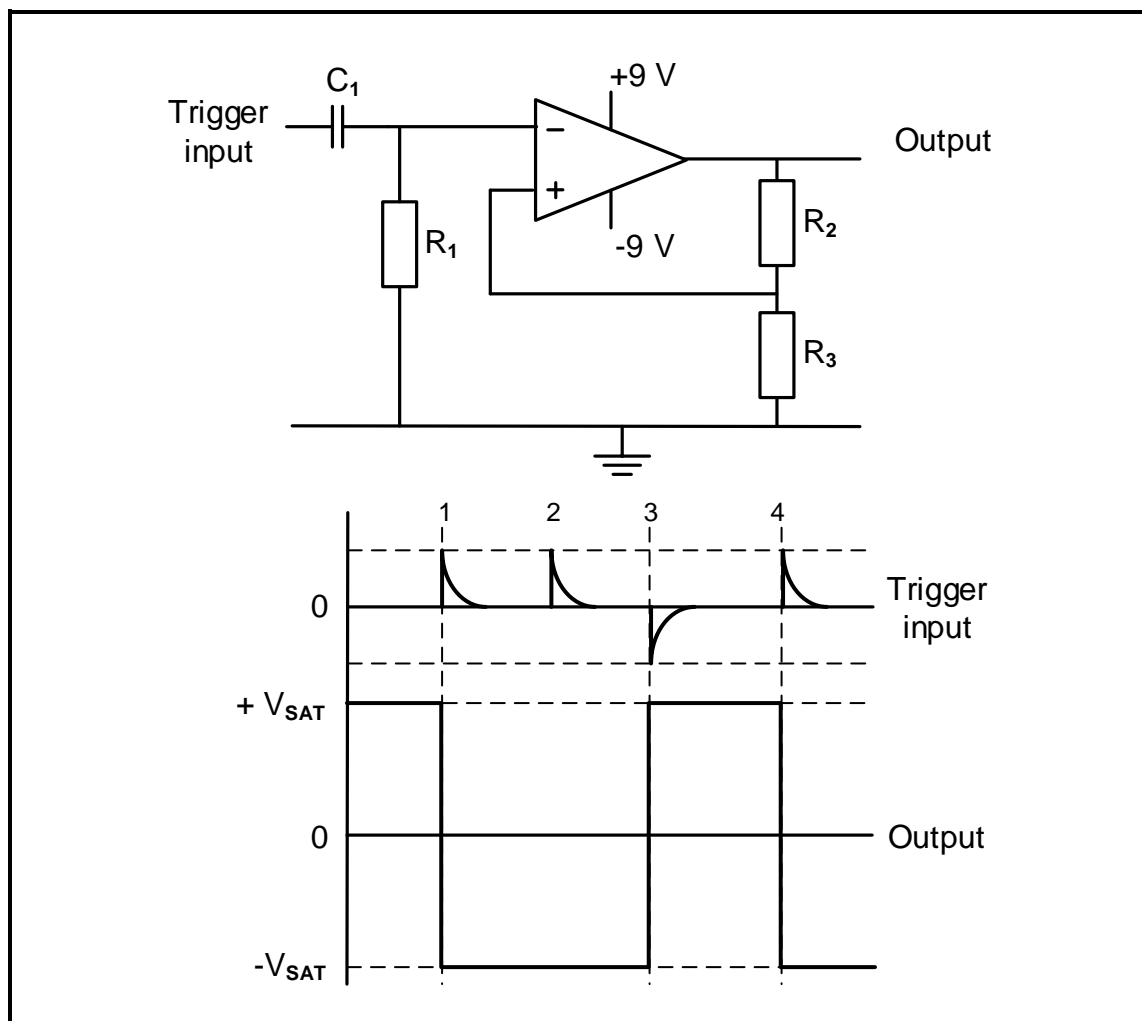 C1
+9 V
Trigger
input
Output
−
+
R1
R2
-9 V
R3
1 2 3 4
0
Trigger
input
+ VSAT
0
Output
-VSAT